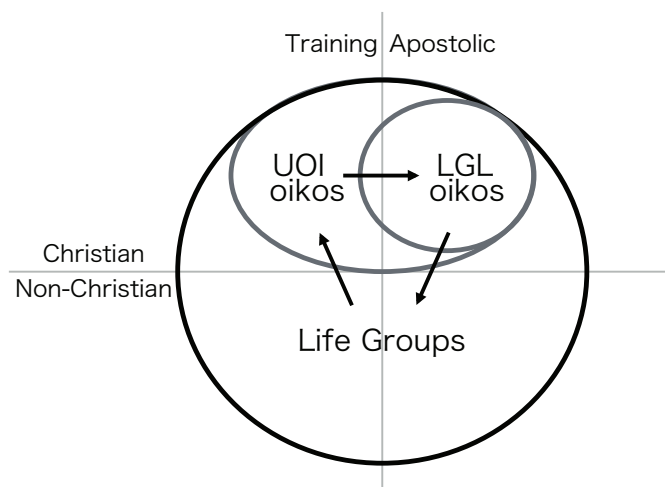 Training Apostolic
UOI
oikos
LGL
oikos
Christian
Non-Christian
Life Groups